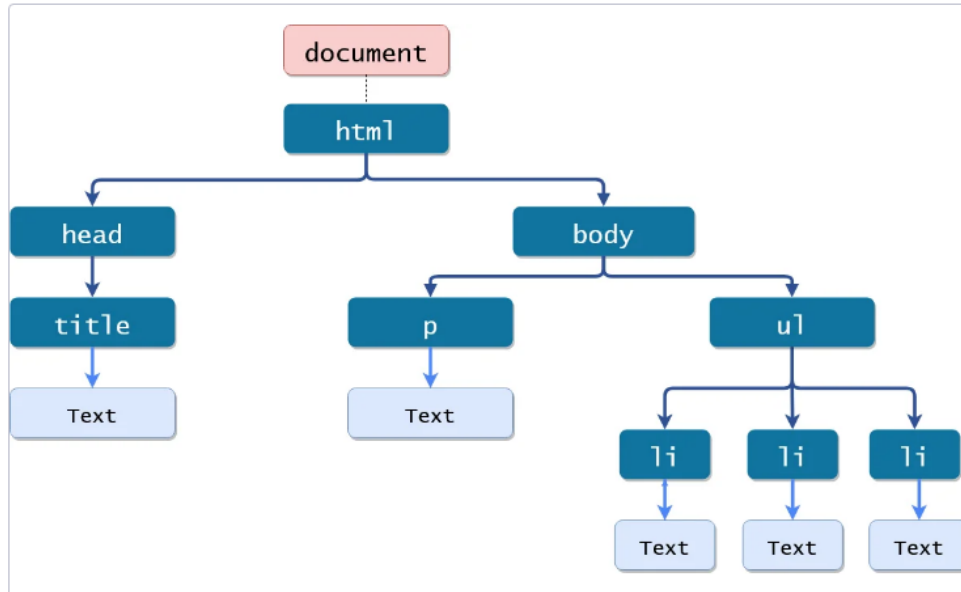 document
html
head
body
title
p
ul
Text
Text
li
li
li
Text
Text
Text